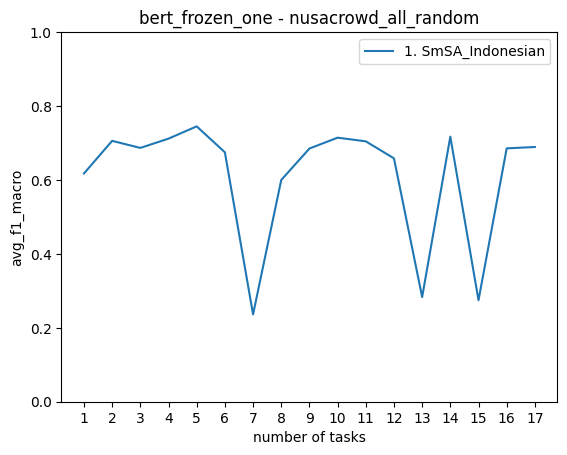 bert_frozen_one - nusacrowd_all_random
1. SmSA_Indonesian
avg_f1_macro
1.0
0.8
0.6
0.4
0.2
0.0
1 2 3 4 5 6 7 8 9 10 11 12 13 14 15 16 17
number of tasks